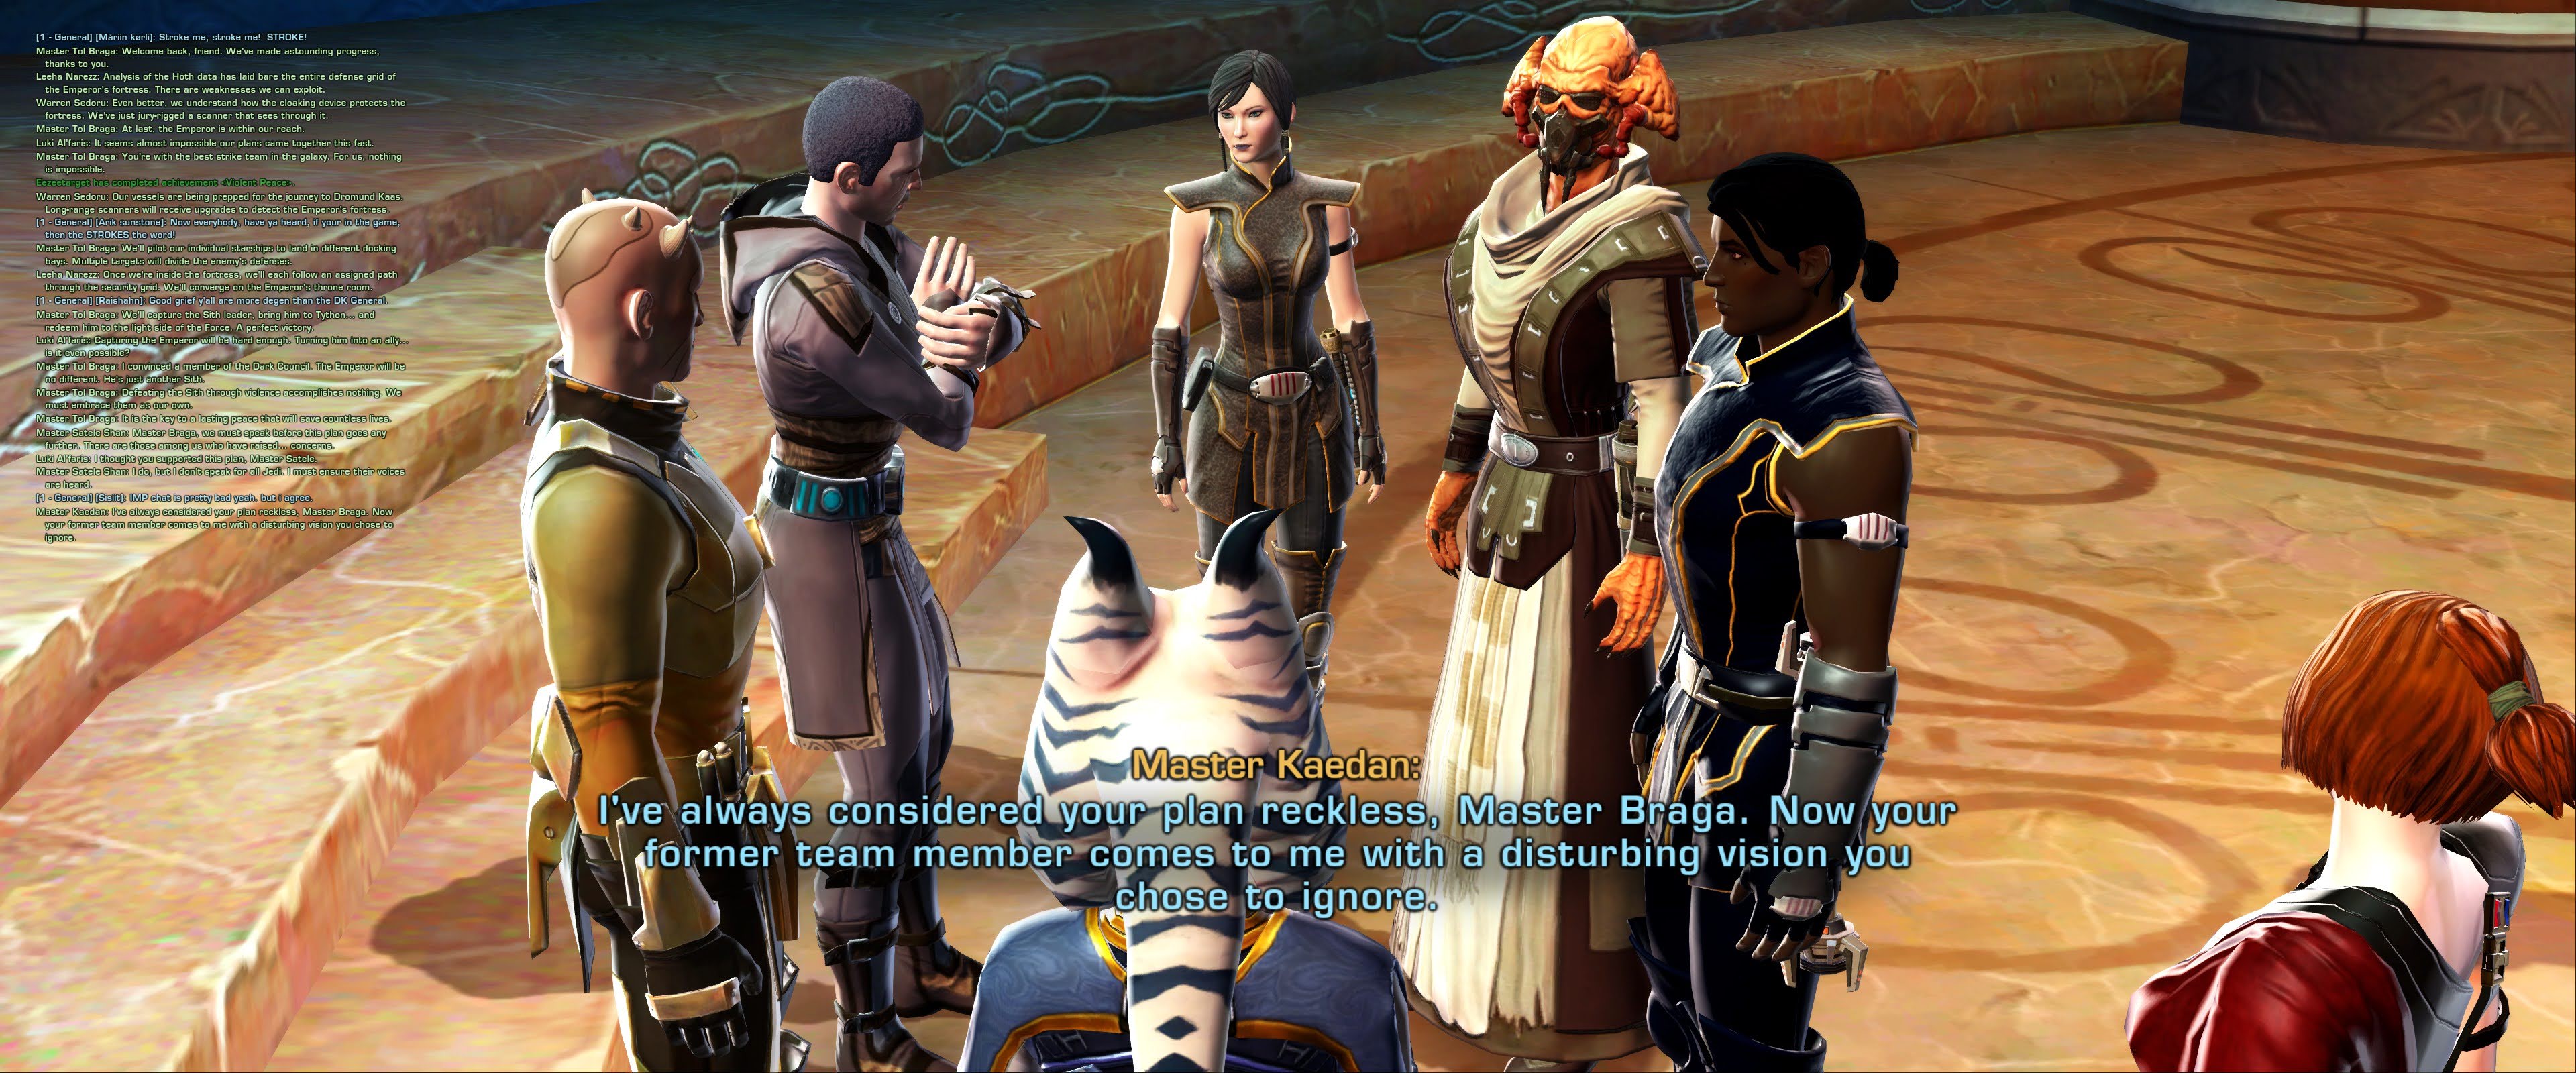 [1 - General] [Màriin kørli]: Stroke me, stroke me!  STROKE!
Master Tol Braga: Welcome back, friend. We've made astounding progress,
thanks to you.
Leeha Narezz: Analysis of the Hoth data has laid bare the entire defense grid of
the Emperor's fortress. There are weaknesses we can exploit.
Warren Sedoru: Even better, we understand how the cloaking device protects the
fortress. We've just jury-rigged a scanner that sees through it.
Master Tol Braga: At last, the Emperor is within our reach.
Luki Al'faris: It seems almost impossible our plans came together this fast.
Master Tol Braga: You're with the best strike team in the galaxy. For us, nothing
is impossible.
Eezeetarget has completed achievement <Violent Peace>.
Warren Sedoru: Our vessels are being prepped for the journey to Dromund Kaas.
Long-range scanners will receive upgrades to detect the Emperor's fortress.
[1 - General] [Arik sunstone]: Now everybody, have ya heard, if your in the game,
then the STROKES the word!
Master Tol Braga: We'll pilot our individual starships to land in different docking
bays. Multiple targets will divide the enemy's defenses.
Leeha Narezz: Once we're inside the fortress, we'll each follow an assigned path
through the security grid. We'll converge on the Emperor's throne room.
[1 - General] [Raishahn]: Good grief y'all are more degen than the DK General.
Master Tol Braga: We'll capture the Sith leader, bring him to Tython... and
redeem him to the light side of the Force. A perfect victory.
Luki Al'faris: Capturing the Emperor will be hard enough. Turning him into an ally...
is it even possible?
Master Tol Braga: I convinced a member of the Dark Council. The Emperor will be
no different. He's just another Sith.
Master Tol Braga: Defeating the Sith through violence accomplishes nothing. We
must embrace them as our own.
Master Tol Braga: It is the key to a lasting peace that will save countless lives.
Master Satele Shan: Master Braga, we must speak before this plan goes any
further. There are those among us who have raised... concerns.
Luki Al'faris: I thought you supported this plan, Master Satele.
Master Satele Shan: I do, but I don't speak for all Jedi. I must ensure their voices
are heard.
[1 - General] [Sisiit]: IMP chat is pretty bad yeah. but i agree.
Master Kaedan: I've always considered your plan reckless, Master Braga. Now
your former team member comes to me with a disturbing vision you chose to
ignore.
Master Kaedan:
I've always considered your plan reckless, Master Braga. Now your
former team member comes to me with a disturbing vision you
chose to ignore.